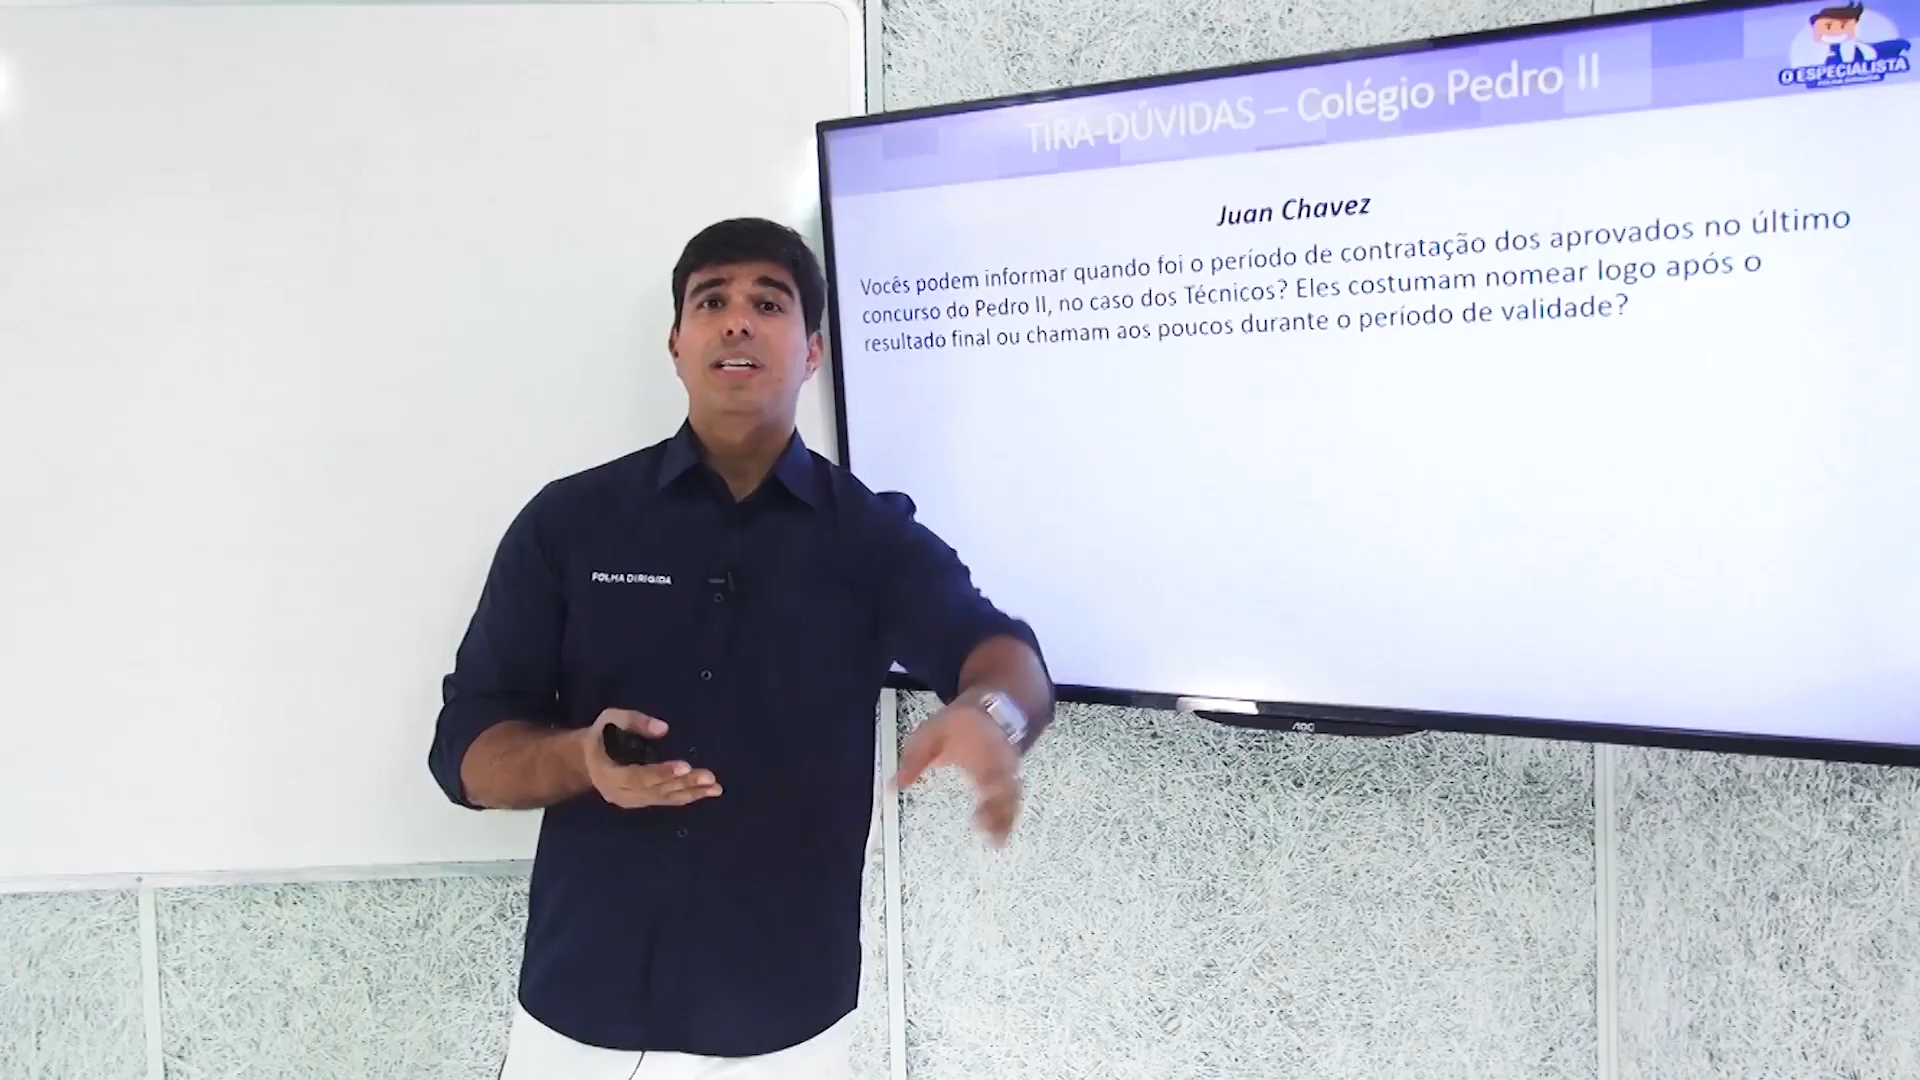 O ESPECIALISTA
TIRA-DÚVIDAS – Colégio Pedro II
Juan Chavez
Vocês podem informar quando foi o período de contratação dos aprovados no último
concurso do Pedro II, no caso dos Técnicos? Eles costumam nomear logo após o
resultado final ou chamam aos poucos durante o período de validade?
FOLHA DIRIGIDA
AOC